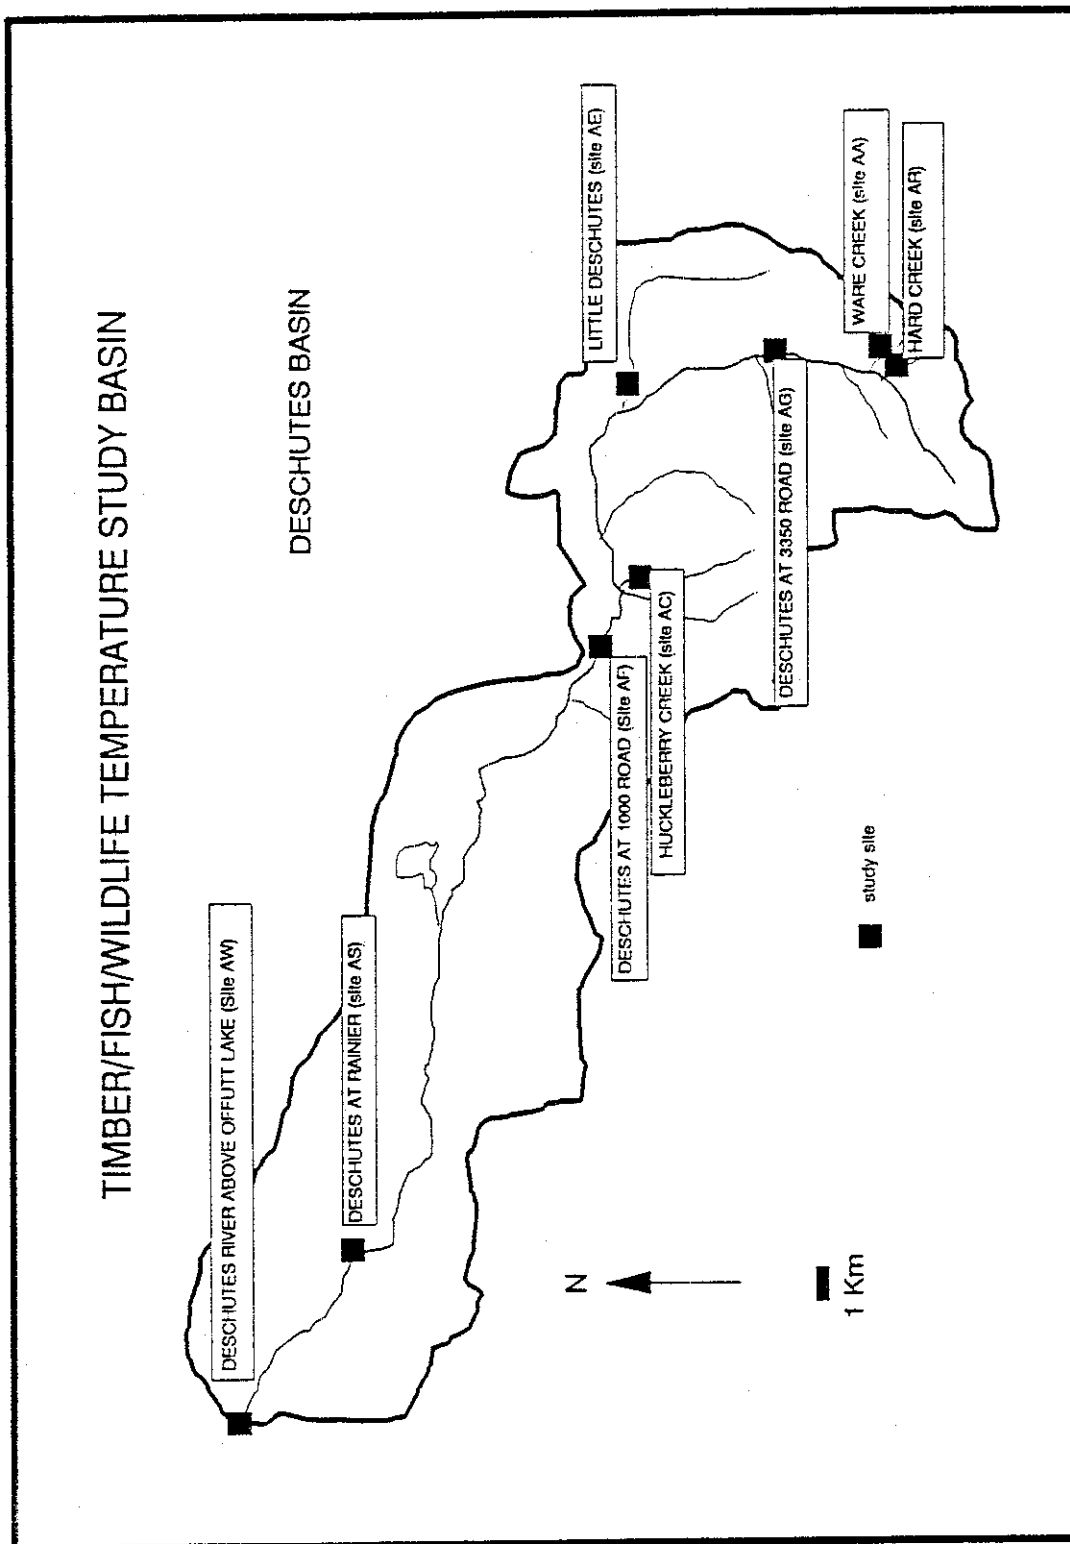 TIMBER/FISH/WILDLIFE TEMPERATURE STUDY BASIN
DESCHUTES BASIN
DESCHUTES RIVER ABOVE OFFUTT LAKE (Site AW)
DESCHUTES AT RAINIER (site AS)
DESCHUTES AT 1000 ROAD (Site AF)
HUCKLEBERRY CREEK (site AC)
LITTLE DESCHUTES (site AE)
DESCHUTES AT 3350 ROAD (site AG)
WARE CREEK (site AA)
HARD CREEK (site AR)
N
1 Km
study site